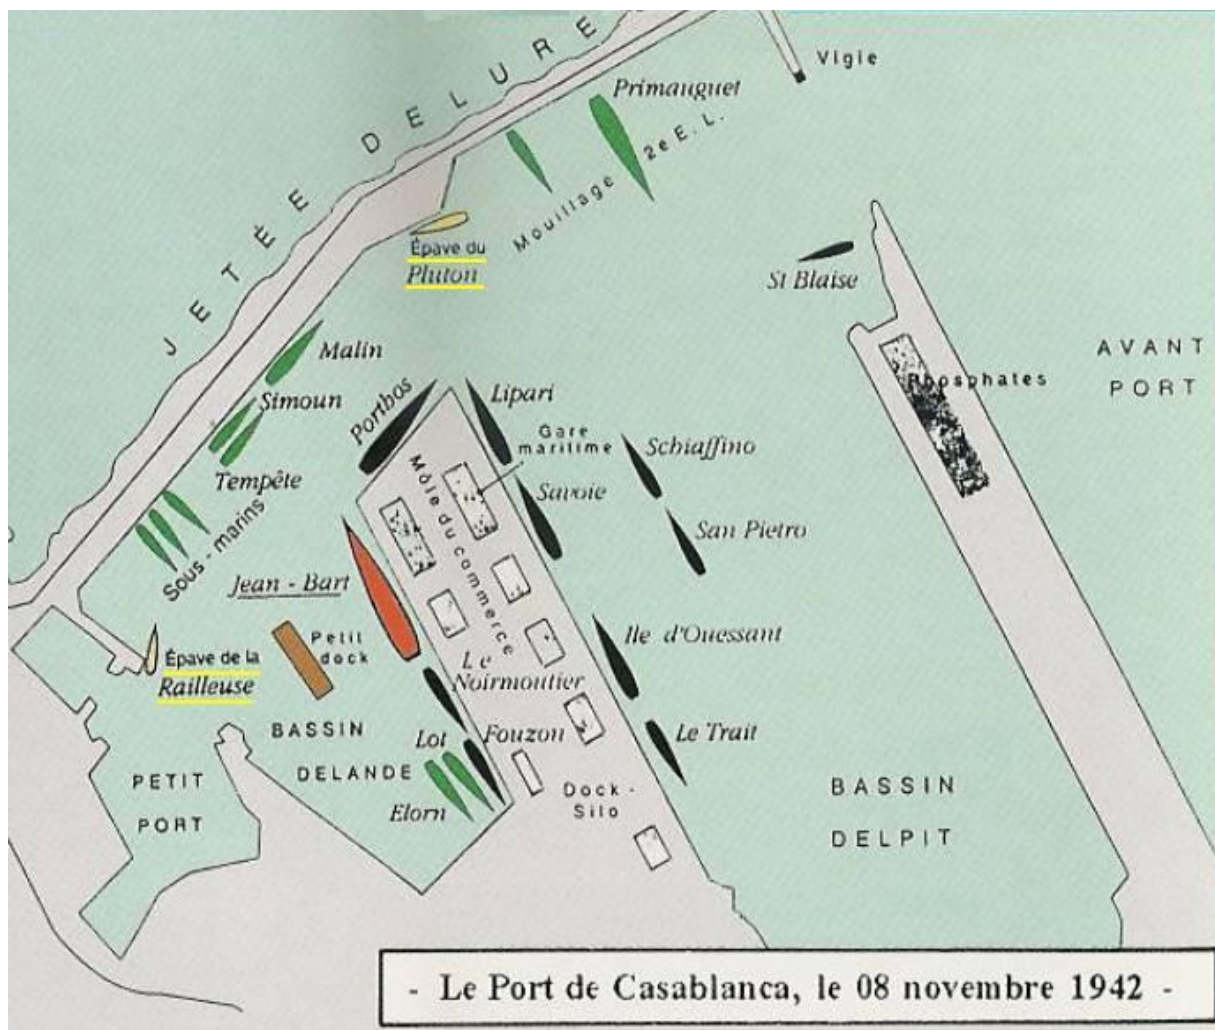 JETÉE DELURE
Vigie
Primauguet
Mouillage 2e E. L.
Épave du
Pluton
St Blaise
AVANT
PORT
Phosphates
Malin
Simoun
Tempête
Sous - marins
Porthos
Lipari
Gare
maritime
Schiaffino
Savoie
San Pietro
Môle du commerce
Jean - Bart
Petit
dock
Épave de la
Railleuse
Ile d'Ouessant
Le
Noirmoutier
BASSIN
DELANDE
Lot
Fouzon
Le Trait
Elorn
PETIT
PORT
Dock -
Silo
BASSIN
DELPIT
- Le Port de Casablanca, le 08 novembre 1942 -